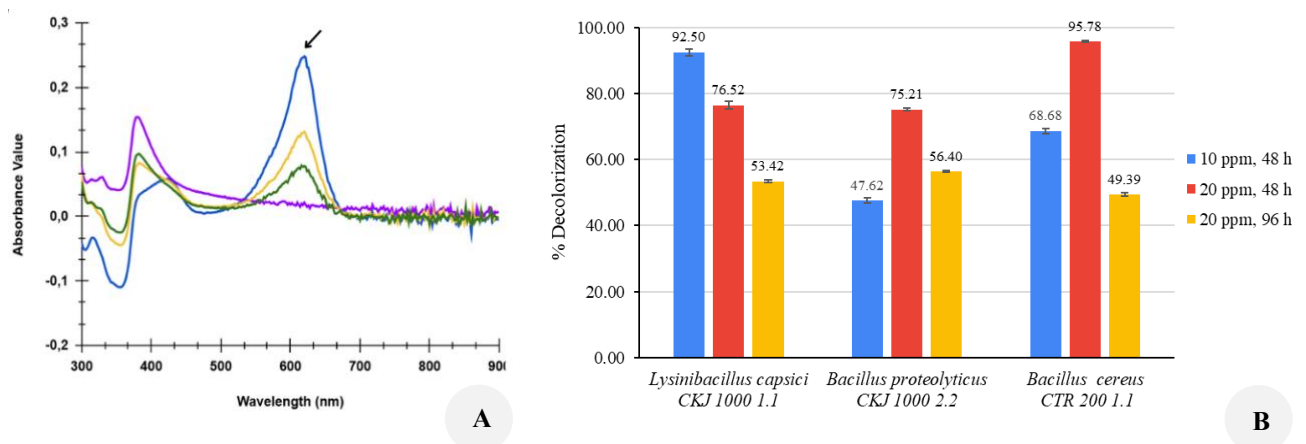 0,3
0,2
0,1
0,0
-0,1
-0,2
Absorbance Value
300 400 500 600 700 800 900
Wavelength (nm)
A
100.00
80.00
60.00
40.00
20.00
0.00
% Decolorization
92.50 76.52 53.42
47.62 75.21 56.40
68.68 95.78 49.39
Lysinibacillus capsici
CKJ 1000 1.1
Bacillus proteolyticus
CKJ 1000 2.2
Bacillus cereus
CTR 200 1.1
10 ppm, 48 h
20 ppm, 48 h
20 ppm, 96 h
B